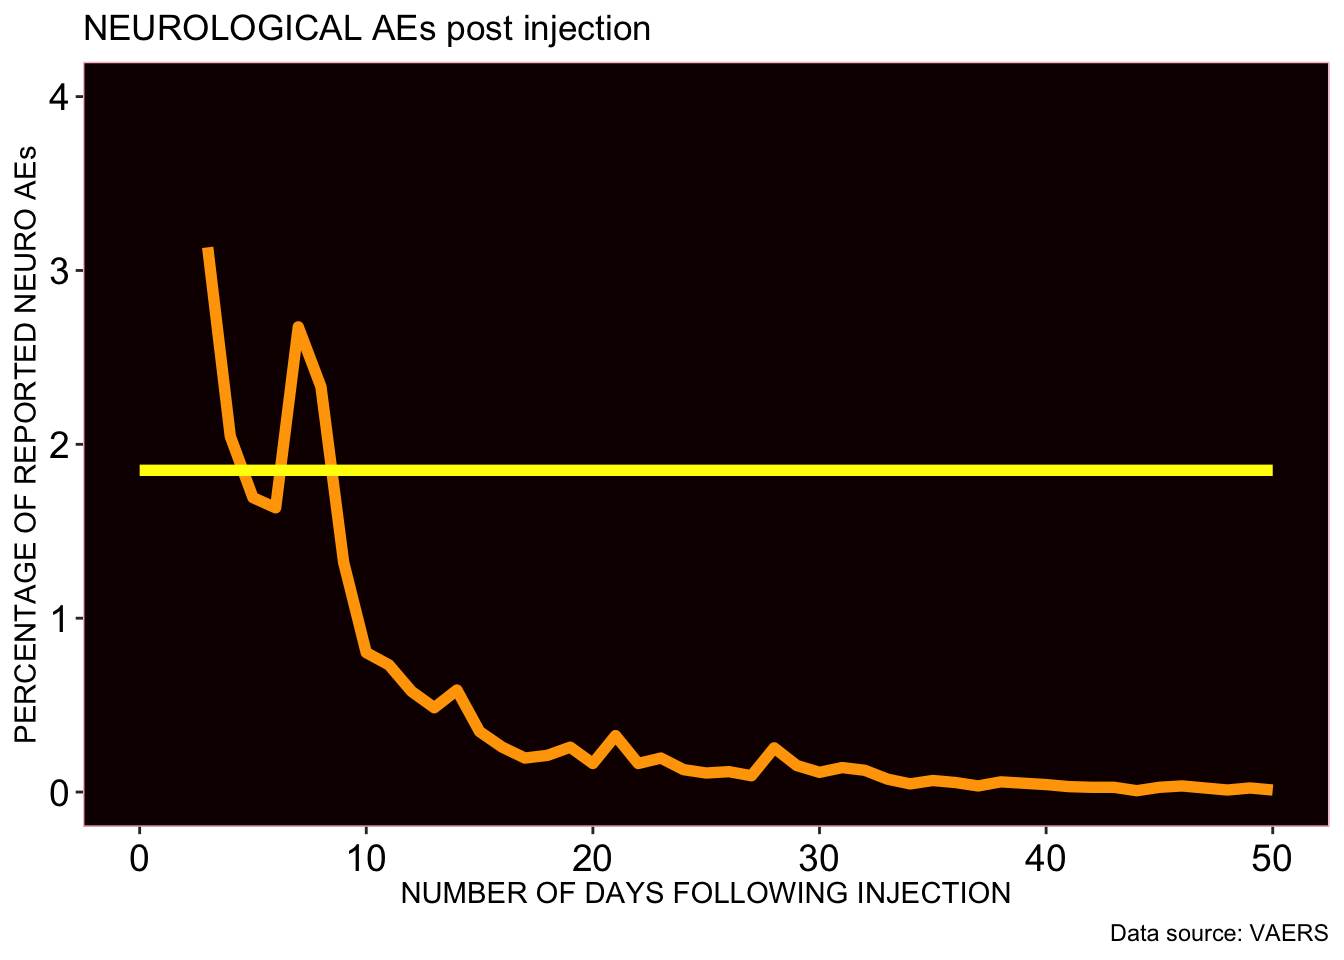 NEUROLOGICAL AEs post injection
PERCENTAGE OF REPORTED NEURO AEs
4
3
2
1
0
0 10 20 30 40 50
NUMBER OF DAYS FOLLOWING INJECTION
Data source: VAERS